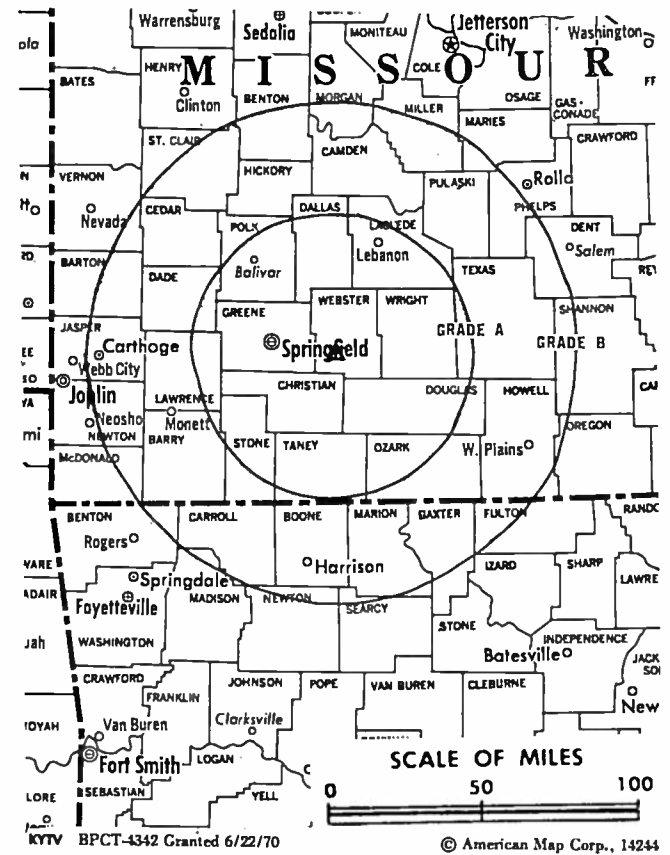 Warrensburg
Sedalia
Jefferson
City
Washington
MONITEAU
COLE
MISSOUR
BATES
HENRY
Clinton
BENTON
MORGAN
MILLER
OSAGE
GAS-
CONADE
MARIES
CRAWFORD
ST. CLAIR
CAMDEN
HICKORY
VERNON
PULASKI
Rolla
PHELPS
Nevada
CEDAR
DALLAS
POLK
LACLEDE
DENT
Lebanon
Salem
Bolivar
BARTON
DADE
TEXAS
WEBSTER
WRIGHT
SHANNON
GREENE
JASPER
GRADE A
GRADE B
Carthage
Springfield
Webb City
Joplin
CHRISTIAN
DOUGLAS
HOWELL
LAWRENCE
Neosho
Monett
NEWTON
BARRY
OREGON
STONE
TANEY
OZARK
W. Plains
McDONALD
BENTON
CARROLL
BOONE
MARION
BAXTER
FULTON
Rogers
Harrison
IZARD
SHARP
Springdale
Fayetteville
MADISON
NEWTON
SEARCY
STONE
WASHINGTON
INDEPENDENCE
Batesville
CRAWFORD
JOHNSON
POPE
VAN BUREN
CLEBURNE
FRANKLIN
New
Van Buren
Clarksville
Fort Smith
LOGAN
SEBASTIAN
YELL
SCALE OF MILES
0 50 100
KYTV BPCT-4342 Granted 6/22/70
© American Map Corp., 14244